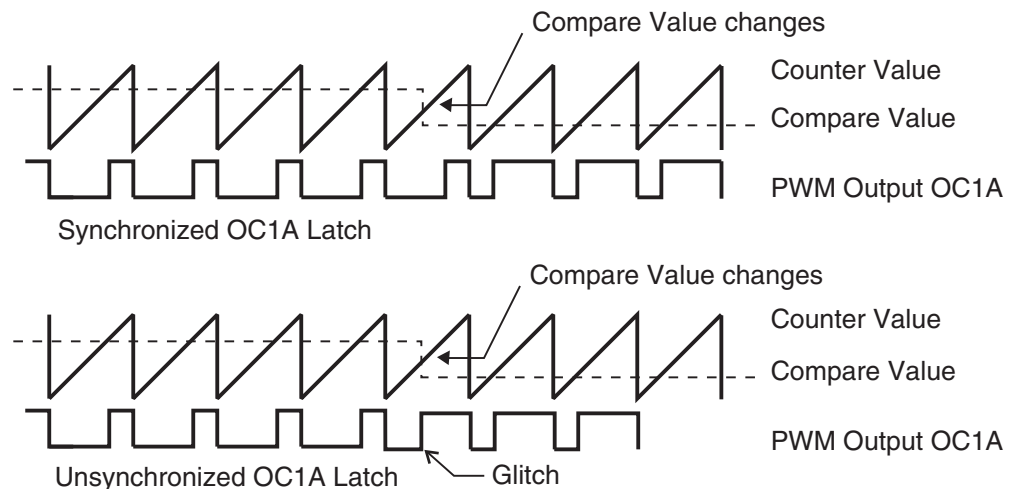 Compare Value changes
Counter Value
Compare Value
PWM Output OC1A
Synchronized OC1A Latch
Compare Value changes
Counter Value
Compare Value
PWM Output OC1A
Unsynchronized OC1A Latch
Glitch